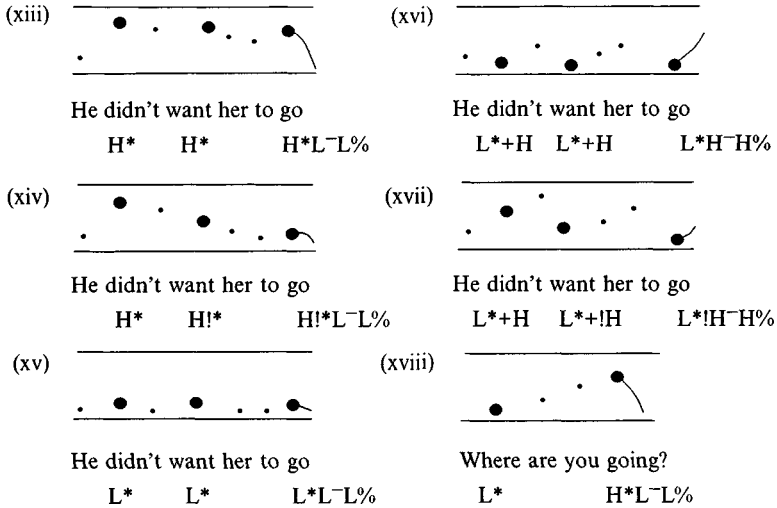 (xiii)
He didn't want her to go
H* H* H*L⁻L%
(xiv)
He didn't want her to go
H* H!* H!*L⁻L%
(xv)
He didn't want her to go
L* L* L*L⁻L%
(xvi)
He didn't want her to go
L*+H L*+H L*H⁻H%
(xvii)
He didn't want her to go
L*+H L*+!H L*!H⁻H%
(xviii)
Where are you going?
L* H*L⁻L%